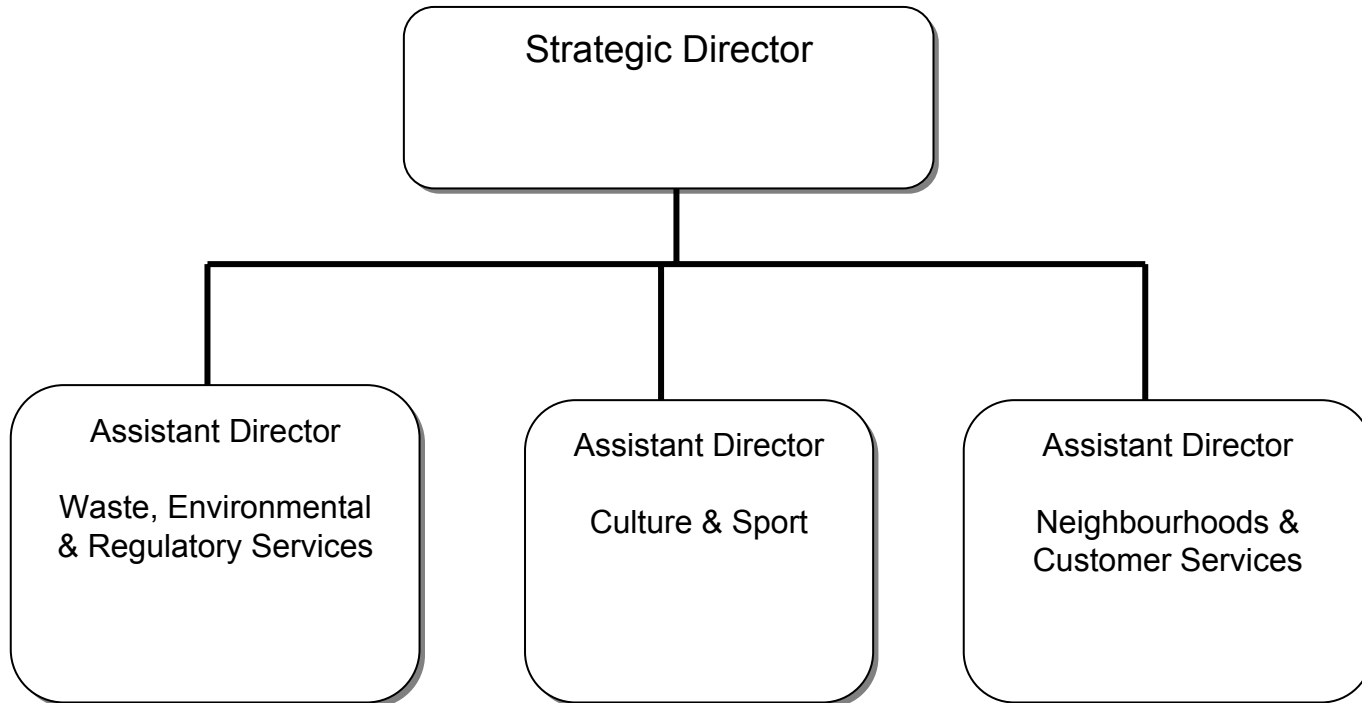 Strategic Director
Assistant Director
Waste, Environmental
& Regulatory Services
Assistant Director
Culture & Sport
Assistant Director
Neighbourhoods &
Customer Services